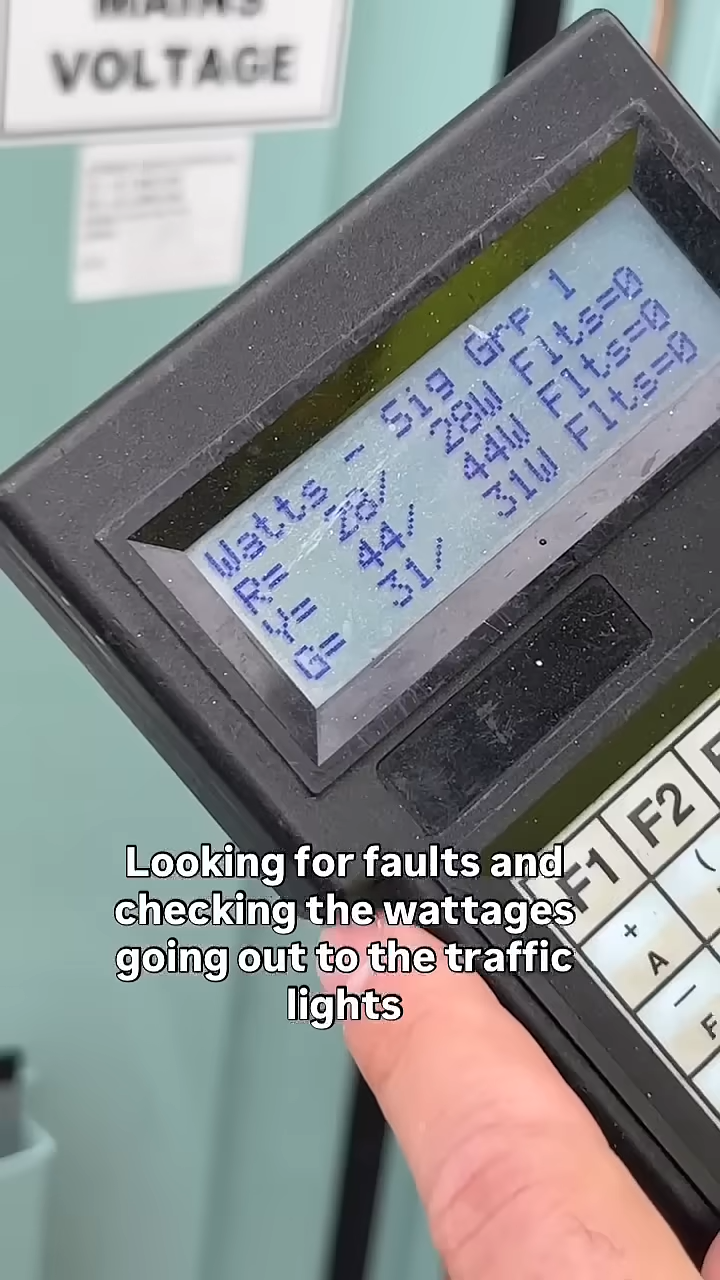 MAINS
VOLTAGE
Watts - Sig Grp 1
R= 28/ 28W Flts=0
Y= 44/ 44W Flts=0
G= 31/ 31W Flts=0
F1 F2
+
A
(
—
Looking for faults and
checking the wattages
going out to the traffic
lights